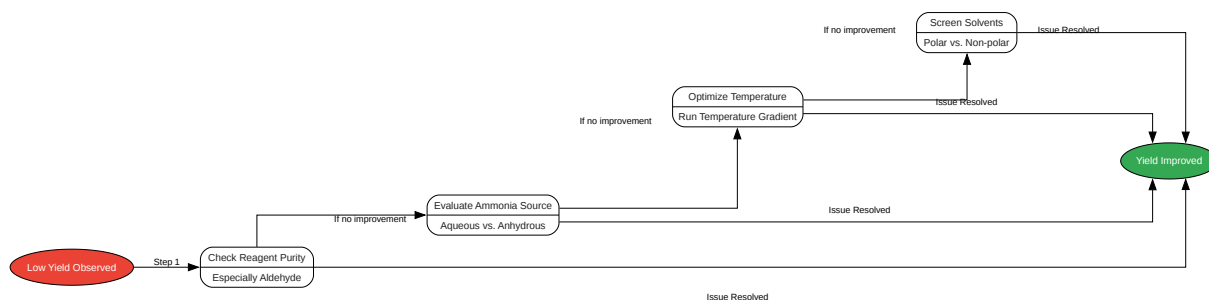 Screen Solvents
If no improvement
Issue Resolved
Polar vs. Non-polar
Optimize Temperature
Issue Resolved
If no improvement
Run Temperature Gradient
Yield Improved
Evaluate Ammonia Source
If no improvement
Issue Resolved
Aqueous vs. Anhydrous
Low Yield Observed
Step 1
Check Reagent Purity
Especially Aldehyde
Issue Resolved